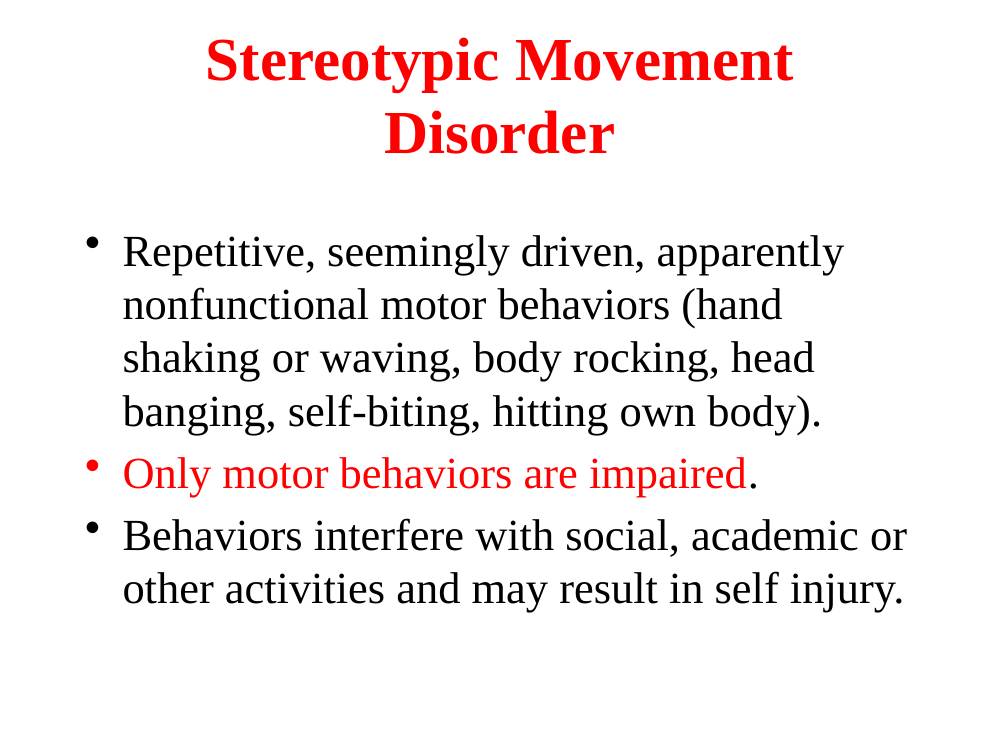 Stereotypic Movement
Disorder
• Repetitive, seemingly driven, apparently
nonfunctional motor behaviors (hand
shaking or waving, body rocking, head
banging, self-biting, hitting own body).
• Only motor behaviors are impaired.
• Behaviors interfere with social, academic or
other activities and may result in self injury.